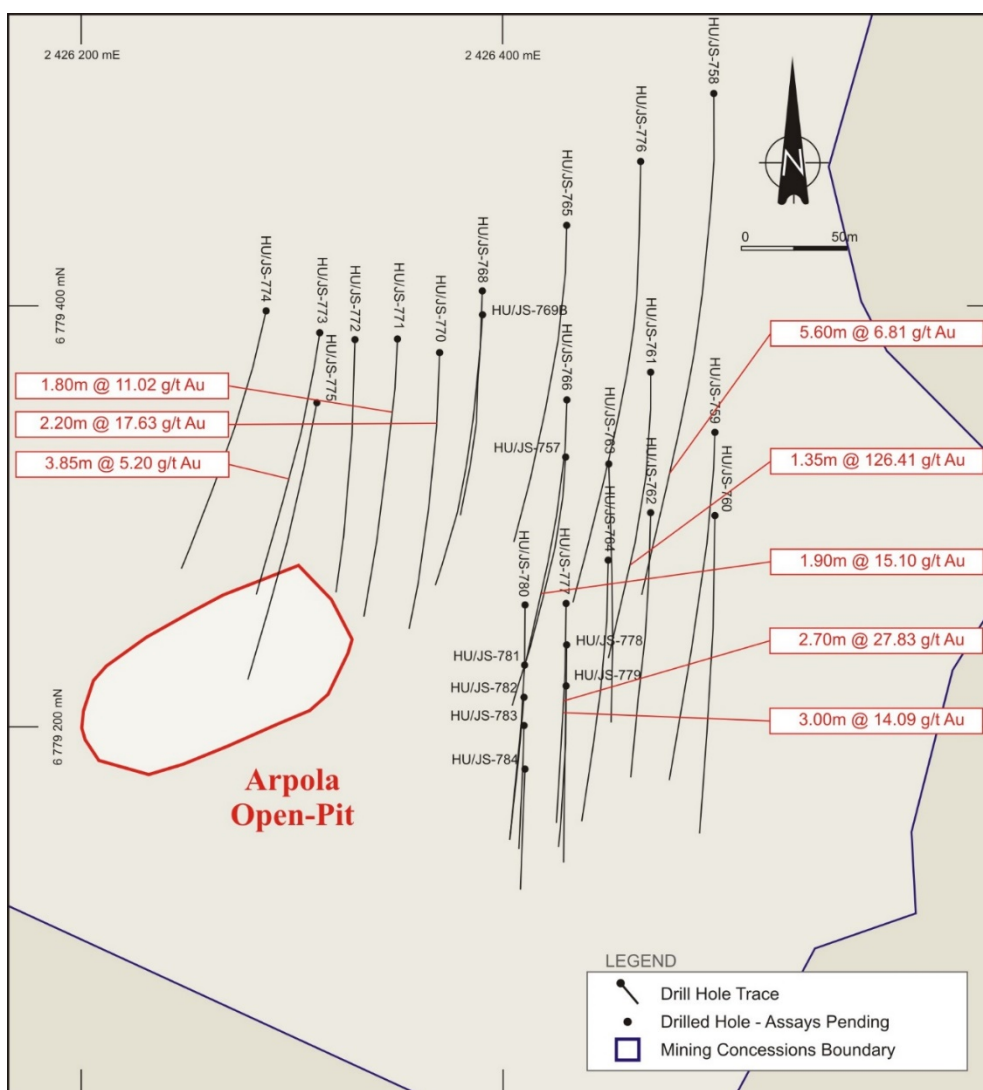 2 426 200 mE
2 426 400 mE
HU/JS-758
HU/JS-776
HU/JS-765
HU/JS-768
HU/JS-774
HU/JS-773
HU/JS-772
HU/JS-771
HU/JS-770
HU/JS-769B
HU/JS-775
HU/JS-766
HU/JS-761
HU/JS-759
HU/JS-757
HU/JS-763
HU/JS-762
HU/JS-760
HU/JS-764
HU/JS-780
HU/JS-777
HU/JS-778
HU/JS-781
HU/JS-779
HU/JS-782
HU/JS-783
HU/JS-784
N
0 50m
6 779 400 mN
6 779 200 mN
1.80m @ 11.02 g/t Au
2.20m @ 17.63 g/t Au
3.85m @ 5.20 g/t Au
5.60m @ 6.81 g/t Au
1.35m @ 126.41 g/t Au
1.90m @ 15.10 g/t Au
2.70m @ 27.83 g/t Au
3.00m @ 14.09 g/t Au
Arpola
Open-Pit
LEGEND
Drill Hole Trace
Drilled Hole - Assays Pending
Mining Concessions Boundary